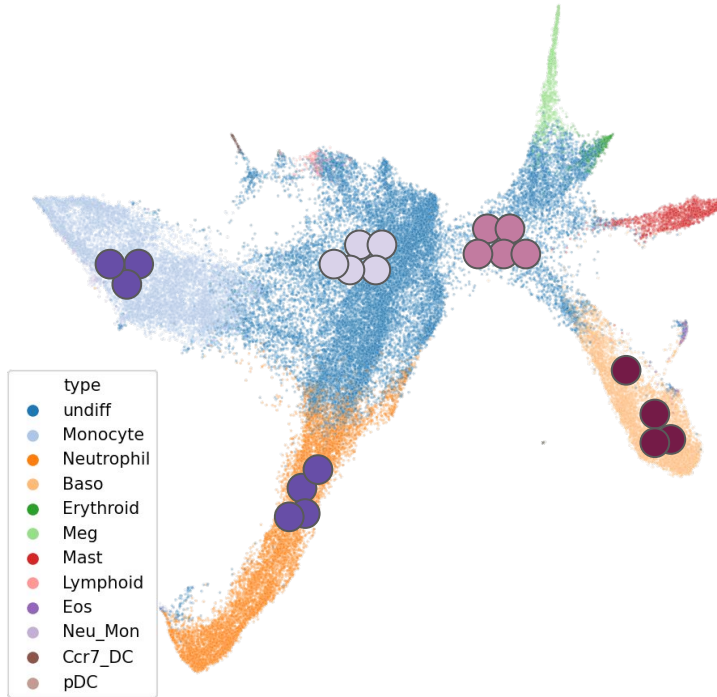 type
undiff
Monocyte
Neutrophil
Baso
Erythroid
Meg
Mast
Lymphoid
Eos
Neu_Mon
Ccr7_DC
pDC